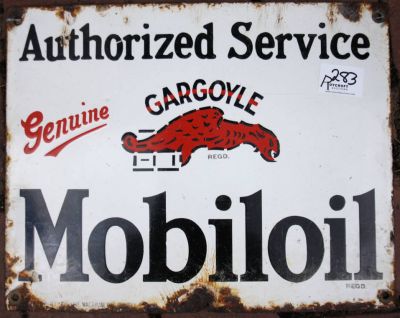 Authorized Service
283
GARGOYLE
Genuine
REGD.
Mobiloil
REGD.